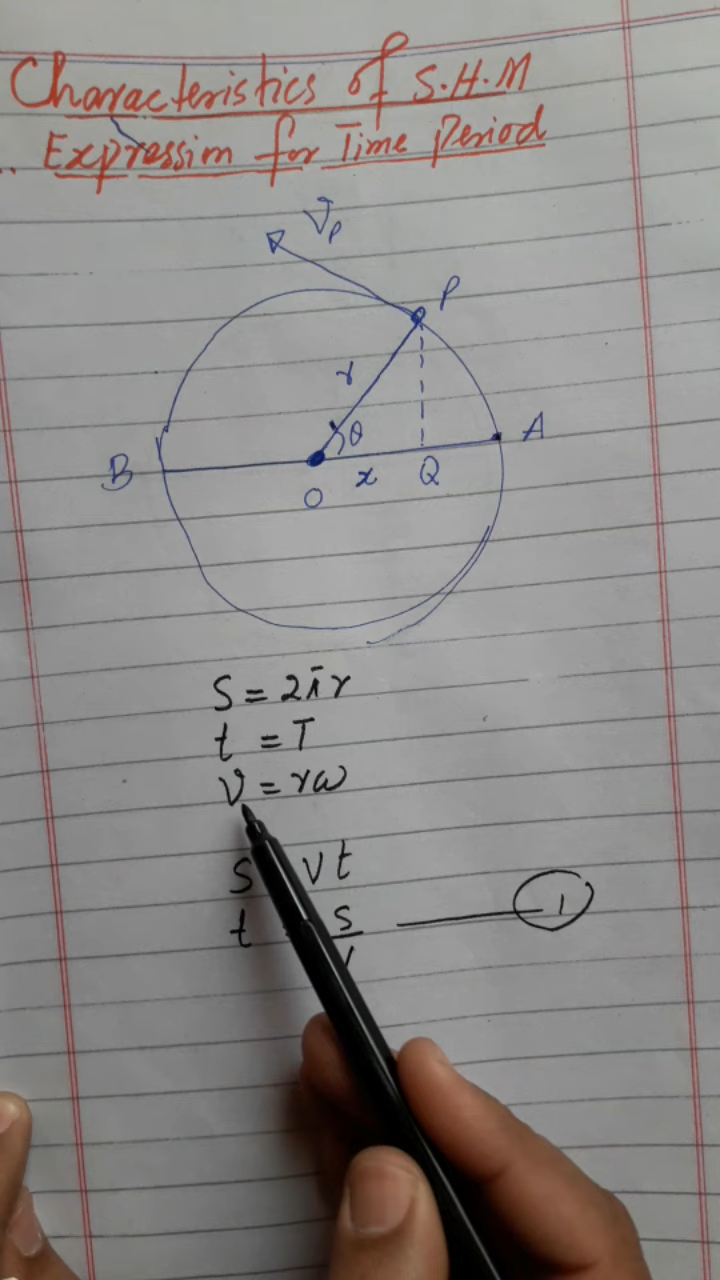 Characteristics of S.H.M
Expression for Time Period
Vp
P
r
θ
A
B
x
Q
O
S = 2πr
t = T
v = rω
S vt
t s
1